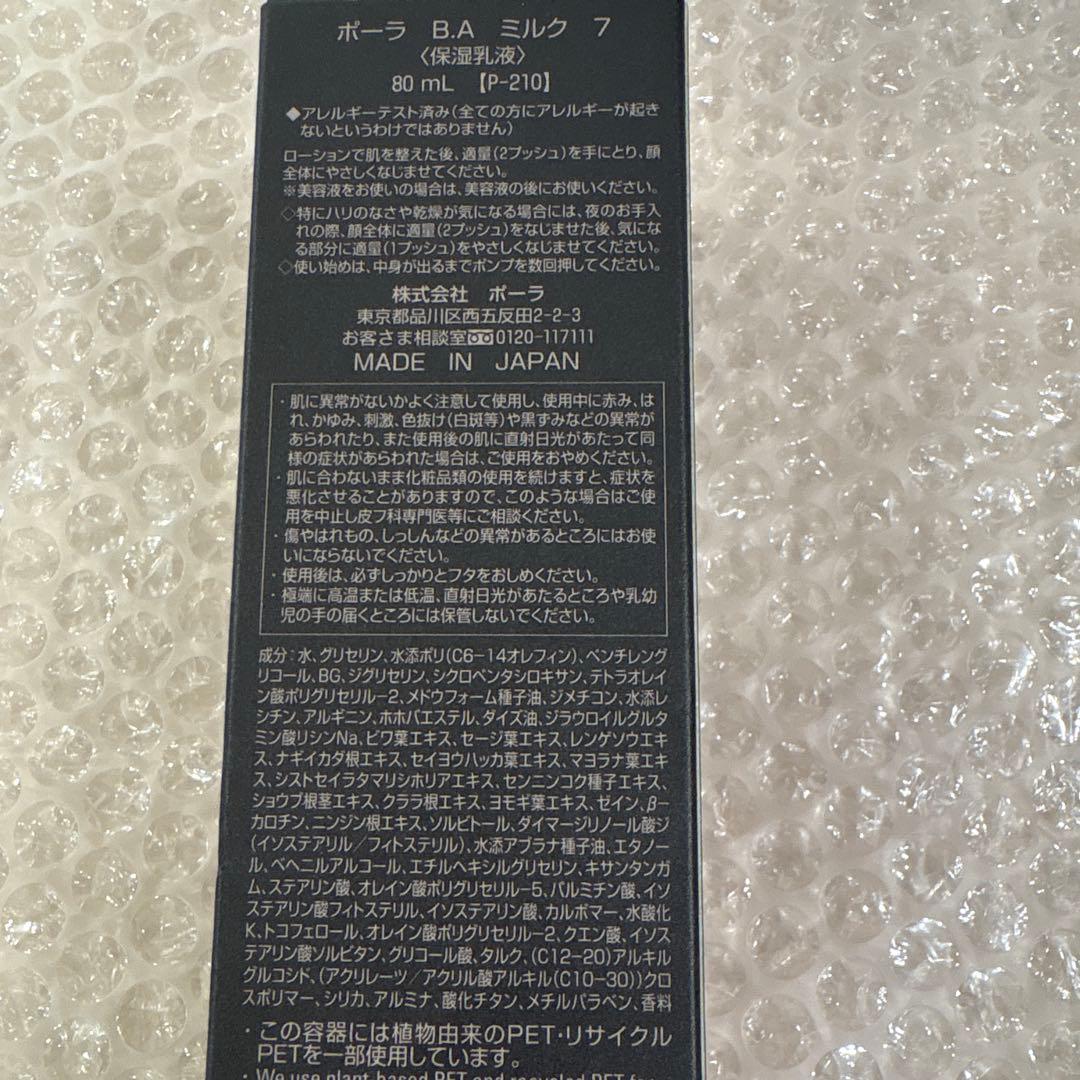 ポーラ B.A ミルク 7
〈保湿乳液〉
80 mL 【P-210】
◆アレルギーテスト済み(全ての方にアレルギーが起き
ないというわけではありません)
ローションで肌を整えた後、適量(2プッシュ)を手にとり、顔
全体にやさしくなじませてください。
※美容液をお使いの場合は、美容液の後にお使いください。
◇特にハリのなさや乾燥が気になる場合には、夜のお手入
れの際、顔全体に適量(2プッシュ)をなじませた後、気にな
る部分に適量(1プッシュ)をやさしくなじませてください。
◇使い始めは、中身が出るまでポンプを数回押してください。
株式会社 ポーラ
東京都品川区西五反田2-2-3
お客さま相談室 0120-117111
MADE IN JAPAN
・肌に異常がないかよく注意して使用し、使用中に赤み、は
れ、かゆみ、刺激、色抜け(白斑等)や黒ずみなどの異常が
あらわれたり、また使用後の肌に直射日光があたって同
様の症状があらわれた場合は、ご使用をおやめください。
・肌に合わないまま化粧品類の使用を続けますと、症状を
悪化させることがありますので、このような場合はご使
用を中止し皮フ科専門医等にご相談ください。
・傷やはれもの、しっしんなどの異常があるところにはお使
いにならないでください。
・使用後は、必ずしっかりとフタをおしめください。
・極端に高温または低温、直射日光があたるところや乳幼
児の手の届くところには保管しないでください。
成分:水、グリセリン、水添ポリ(C6-14オレフィン)、ペンチレング
リコール、BG、ジグリセリン、シクロペンタシロキサン、テトラオレイ
ン酸ポリグリセリル-2、メドウフォーム種子油、ジメチコン、水添レ
シチン、アルギニン、ホホバエステル、ダイズ油、ジラウロイルグルタ
ミン酸リシンNa、ビワ葉エキス、セージ葉エキス、レンゲソウエキ
ス、ナギイカダ根エキス、セイヨウハッカ葉エキス、マヨラナ葉エキ
ス、シストセイラタマリシホリアエキス、センニンコク種子エキス、
ショウブ根茎エキス、クララ根エキス、ヨモギ葉エキス、ゼイン、β-
カロチン、ニンジン根エキス、ソルビトール、ダイマージリノール酸ジ
(イソステアリル/フィトステリル)、水添アブラナ種子油、エタノー
ル、ベヘニルアルコール、エチルヘキシルグリセリン、キサンタンガ
ム、ステアリン酸、オレイン酸ポリグリセリル-5、パルミチン酸、イソ
ステアリン酸フィトステリル、イソステアリン酸、カルボマー、水酸化
K、トコフェロール、オレイン酸ポリグリセリル-2、クエン酸、イソス
テアリン酸ソルビタン、グリコール酸、タルク、(C12-20)アルキル
グルコシド、(アクリレーツ/アクリル酸アルキル(C10-30))クロ
スポリマー、シリカ、アルミナ、酸化チタン、メチルパラベン、香料
・この容器には植物由来のPET・リサイクル
PETを一部使用しています。
・We use plant-based PET and recycled PET for